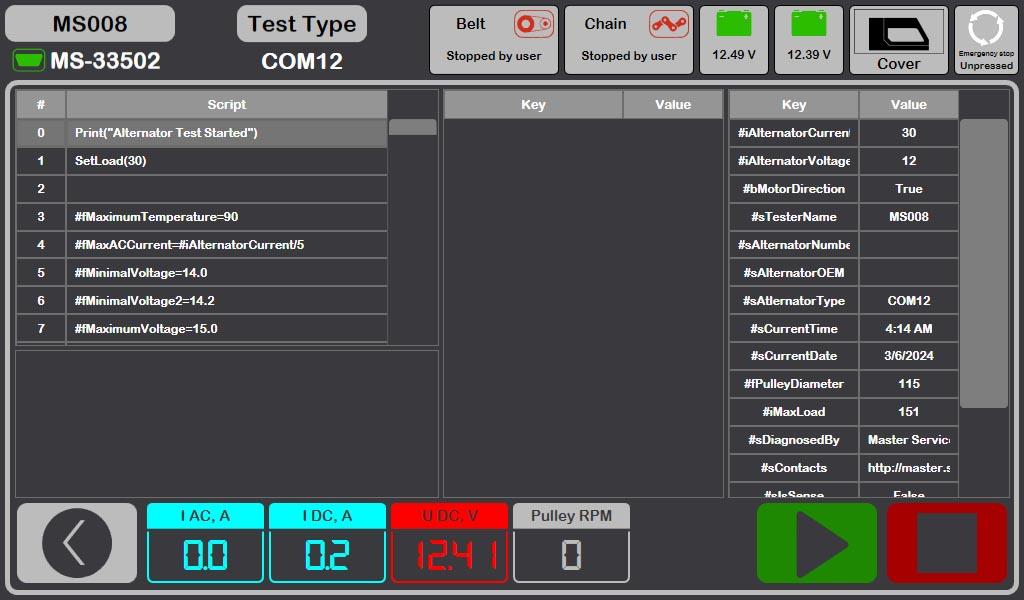 MS008
MS-33502
Test Type
COM12
Belt
Stopped by user
Chain
Stopped by user
12.49 V
12.39 V
Cover
Emergency stop
Unpressed
# Script
0 Print("Alternator Test Started")
1 SetLoad(30)
2
3 #fMaximumTemperature=90
4 #fMaxACCurrent=#iAlternatorCurrent/5
5 #fMinimalVoltage=14.0
6 #fMinimalVoltage2=14.2
7 #fMaximumVoltage=15.0
Key Value
Key Value
#iAlternatorCurren 30
#iAlternatorVoltage 12
#bMotorDirection True
#sTesterName MS008
#sAlternatorNumbe
#sAlternatorOEM
#sAtlernatorType COM12
#sCurrentTime 4:14 AM
#sCurrentDate 3/6/2024
#fPulleyDiameter 115
#iMaxLoad 151
#sDiagnosedBy Master Servic
#sContacts http://master.s
#sIsSense False
I AC, A
0.0
I DC, A
0.2
U DC, V
12.41
Pulley RPM
0